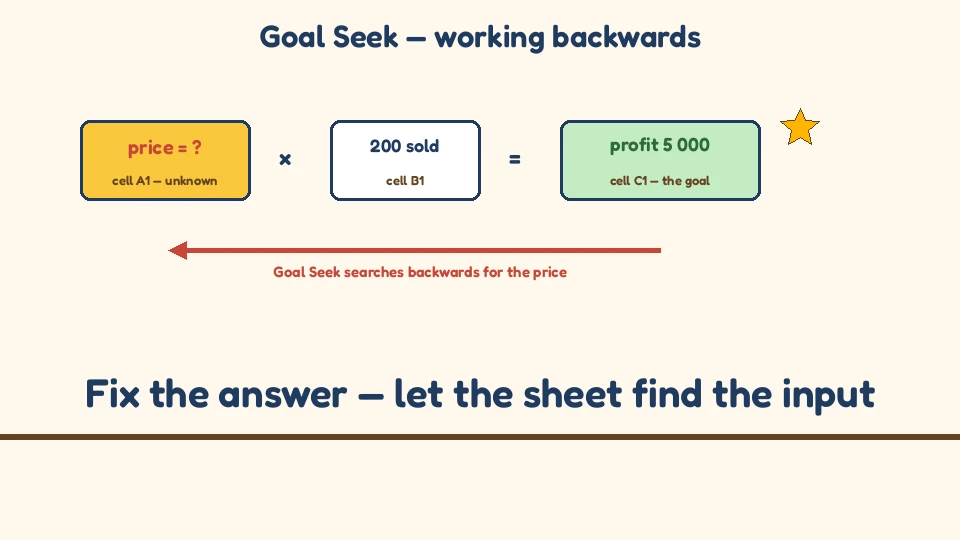 Goal Seek — working backwards
price = ?
cell A1 — unknown
×
200 sold
cell B1
=
profit 5 000
cell C1 — the goal
Goal Seek searches backwards for the price
Fix the answer — let the sheet find the input